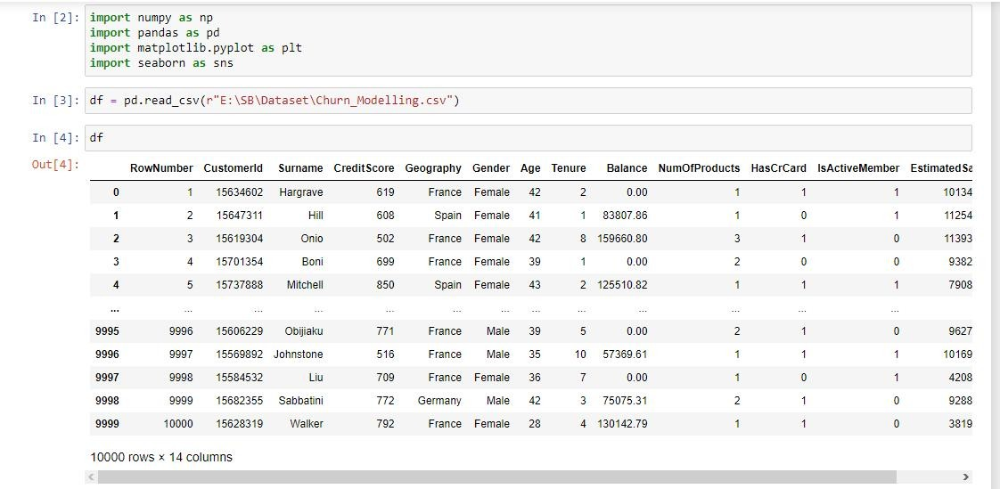 In [2]: import numpy as np
import pandas as pd
import matplotlib.pyplot as plt
import seaborn as sns
In [3]: df = pd.read_csv(r"E:\SB\Dataset\Churn_Modelling.csv")
In [4]: df
Out[4]:
RowNumber CustomerId Surname CreditScore Geography Gender Age Tenure Balance NumOfProducts HasCrCard IsActiveMember EstimatedSa
0 1 15634602 Hargrave 619 France Female 42 2 0.00 1 1 1 10134
1 2 15647311 Hill 608 Spain Female 41 1 83807.86 1 0 1 11254
2 3 15619304 Onio 502 France Female 42 8 159660.80 3 1 0 11393
3 4 15701354 Boni 699 France Female 39 1 0.00 2 0 0 9382
4 5 15737888 Mitchell 850 Spain Female 43 2 125510.82 1 1 1 7908
... ... ... ... ... ... ... ... ... ... ... ... ...
9995 9996 15606229 Obijiaku 771 France Male 39 5 0.00 2 1 0 9627
9996 9997 15569892 Johnstone 516 France Male 35 10 57369.61 1 1 1 10169
9997 9998 15584532 Liu 709 France Female 36 7 0.00 1 0 1 4208
9998 9999 15682355 Sabbatini 772 Germany Male 42 3 75075.31 2 1 0 9288
9999 10000 15628319 Walker 792 France Female 28 4 130142.79 1 1 0 3819
10000 rows × 14 columns